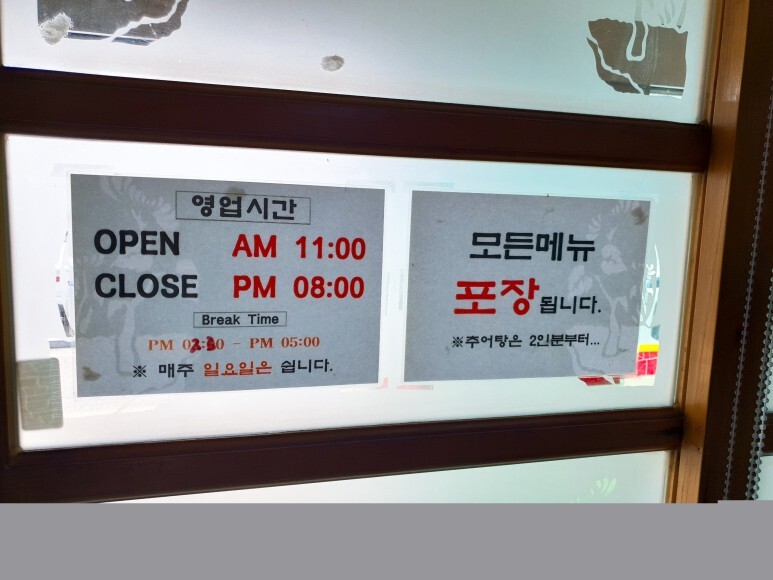 영업시간
OPEN AM 11:00
CLOSE PM 08:00
Break Time
PM 02:30 - PM 05:00
※ 매주 일요일은 쉽니다.
모든메뉴
포장됩니다.
※추어탕은 2인분부터...